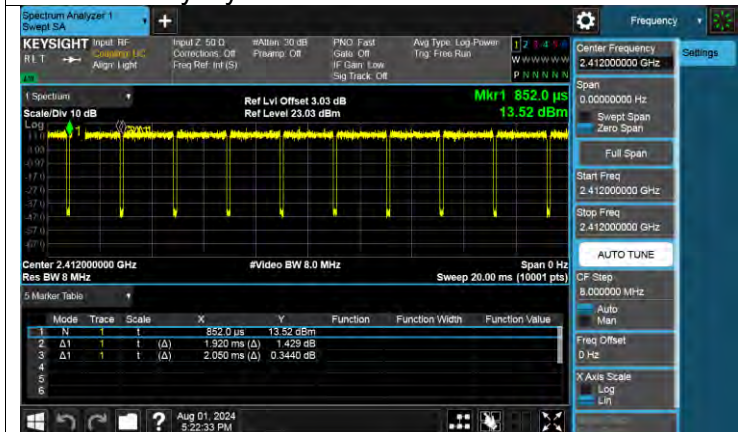 Spectrum Analyzer 1
Swept SA
Frequency
KEYSIGHT Input: RF
Coupling: DC
Align: Light
Input Z: 50 Ω
Corrections: Off
Freq Ref: Int (S)
#Atten: 30 dB
Preamp: Off
PNO: Fast
Gate: Off
IF Gain: Low
Sig Track: Off
Avg Type: Log-Power
Trig: Free Run
1 2 3 4 5 6
W W W W W W
P N N N N N
Center Frequency
2.412000000 GHz
Settings
Span
0.00000000 Hz
Swept Span
Zero Span
Full Span
Start Freq
2.412000000 GHz
Stop Freq
2.412000000 GHz
AUTO TUNE
CF Step
8.000000 MHz
Auto
Man
Freq Offset
0 Hz
X Axis Scale
Log
Lin
1 Spectrum
Scale/Div 10 dB
Ref Lvl Offset 3.03 dB
Ref Level 23.03 dBm
Mkr1 852.0 µs
13.52 dBm
Log
1
Center 2.412000000 GHz
Res BW 8 MHz
#Video BW 8.0 MHz
Span 0 Hz
Sweep 20.00 ms (10001 pts)
5 Marker Table
Mode Trace Scale X Y Function Function Width Function Value
1 N 1 t 852.0 µs 13.52 dBm
2 Δ1 1 t (Δ) 1.920 ms (Δ) 1.429 dB
3 Δ1 1 t (Δ) 2.050 ms (Δ) 0.3440 dB
4
5
6
?
Aug 01, 2024
5:22:33 PM